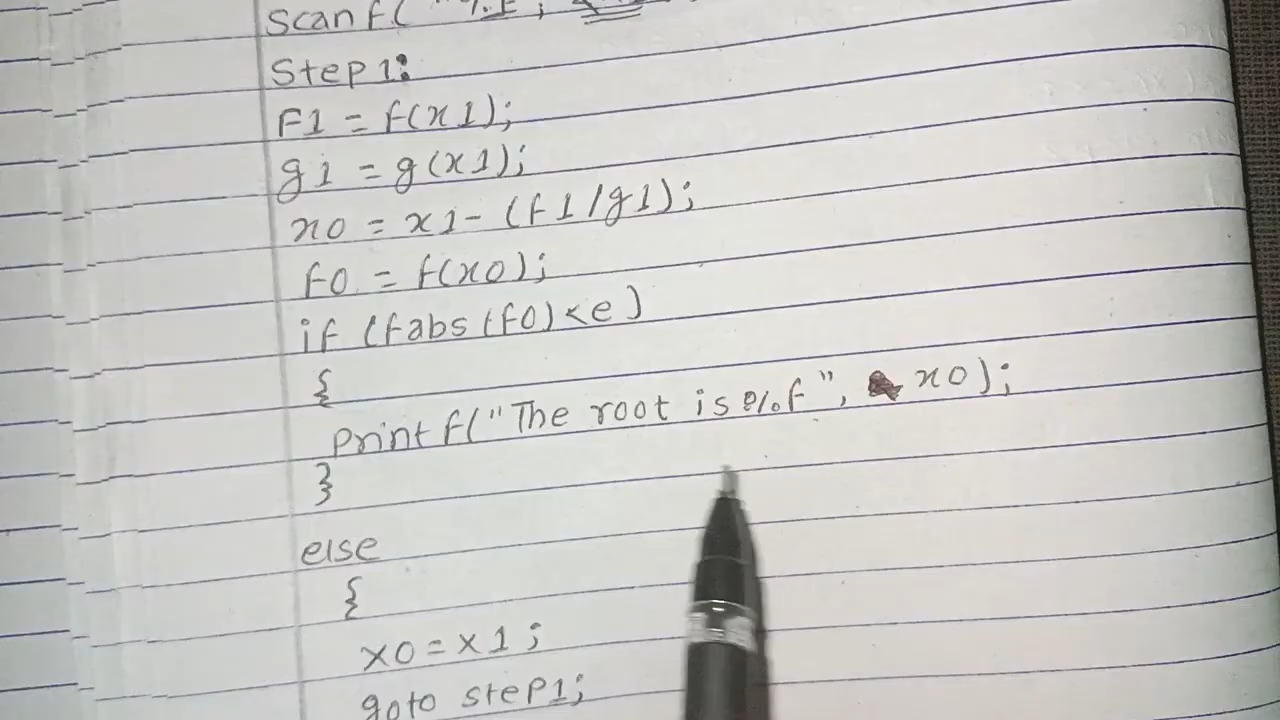 scanf( "%f",
Step1:
F1 = f(x1);
g1 = g(x1);
x0 = x1-(f1/g1);
f0 = f(x0);
if (fabs(f0)<e)
{
printf("The root is %f", x0);
}
else
{
x0=x1;
goto step1;